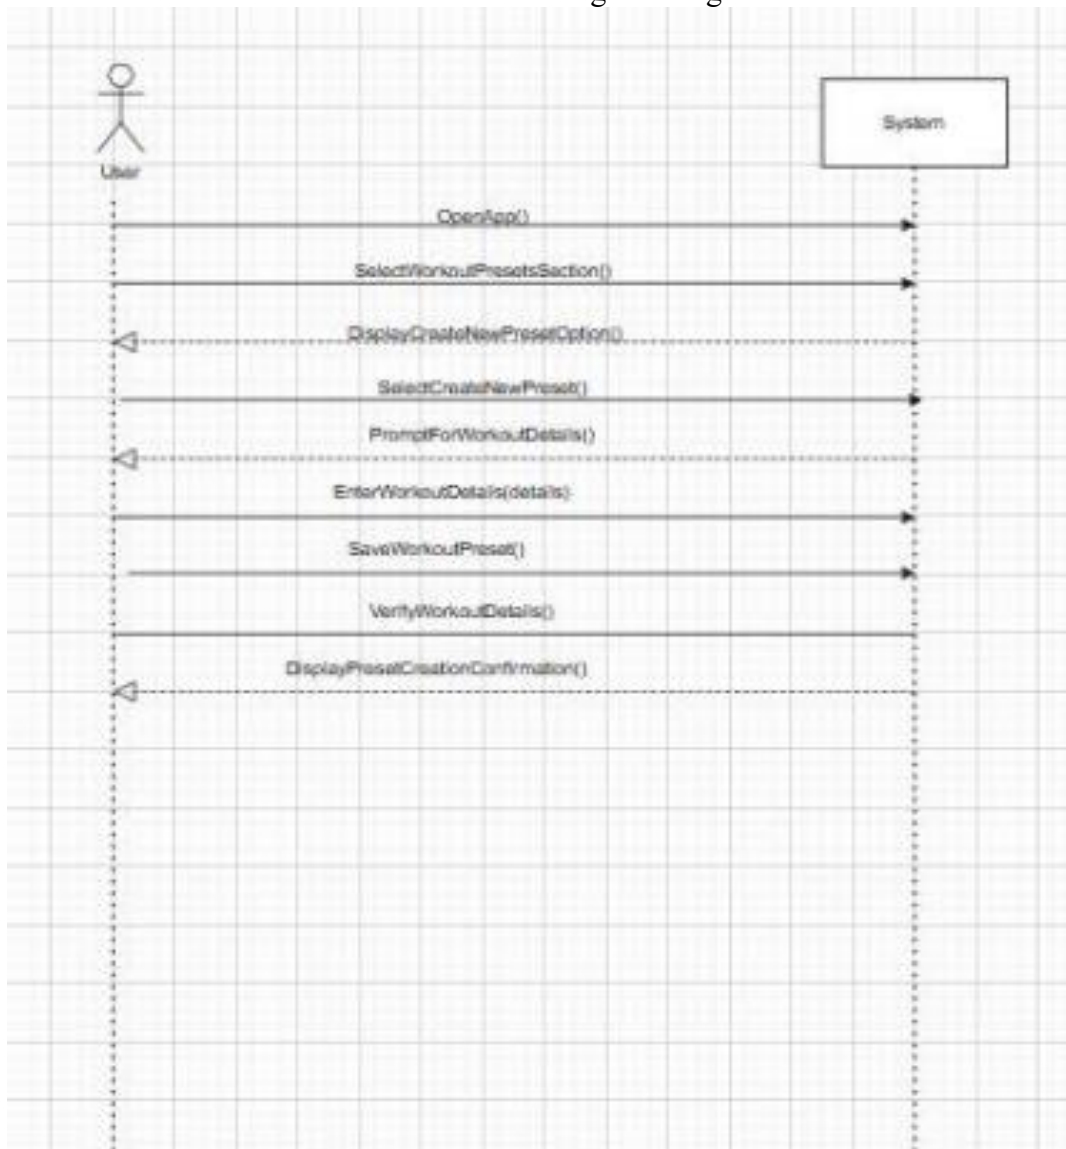 User
System
OpenApp()
SelectWorkoutPresetsSection()
DisplayCreateNewPresetOption()
SelectCreateNewPreset()
PromptForWorkoutDetails()
EnterWorkoutDetails(details)
SaveWorkoutPreset()
VerifyWorkoutDetails()
DisplayPresetCreationConfirmation()